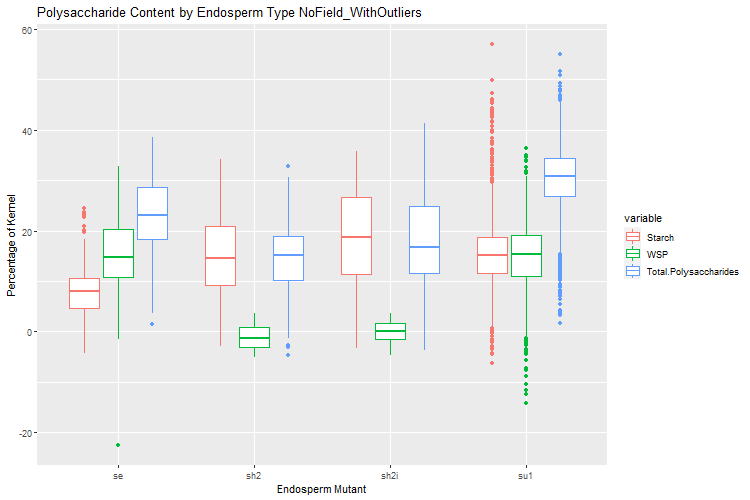 Polysaccharide Content by Endosperm Type NoField_WithOutliers
60
40
20
0
-20
Percentage of Kernel
se
sh2
sh2i
su1
Endosperm Mutant
variable
Starch
WSP
Total.Polysaccharides